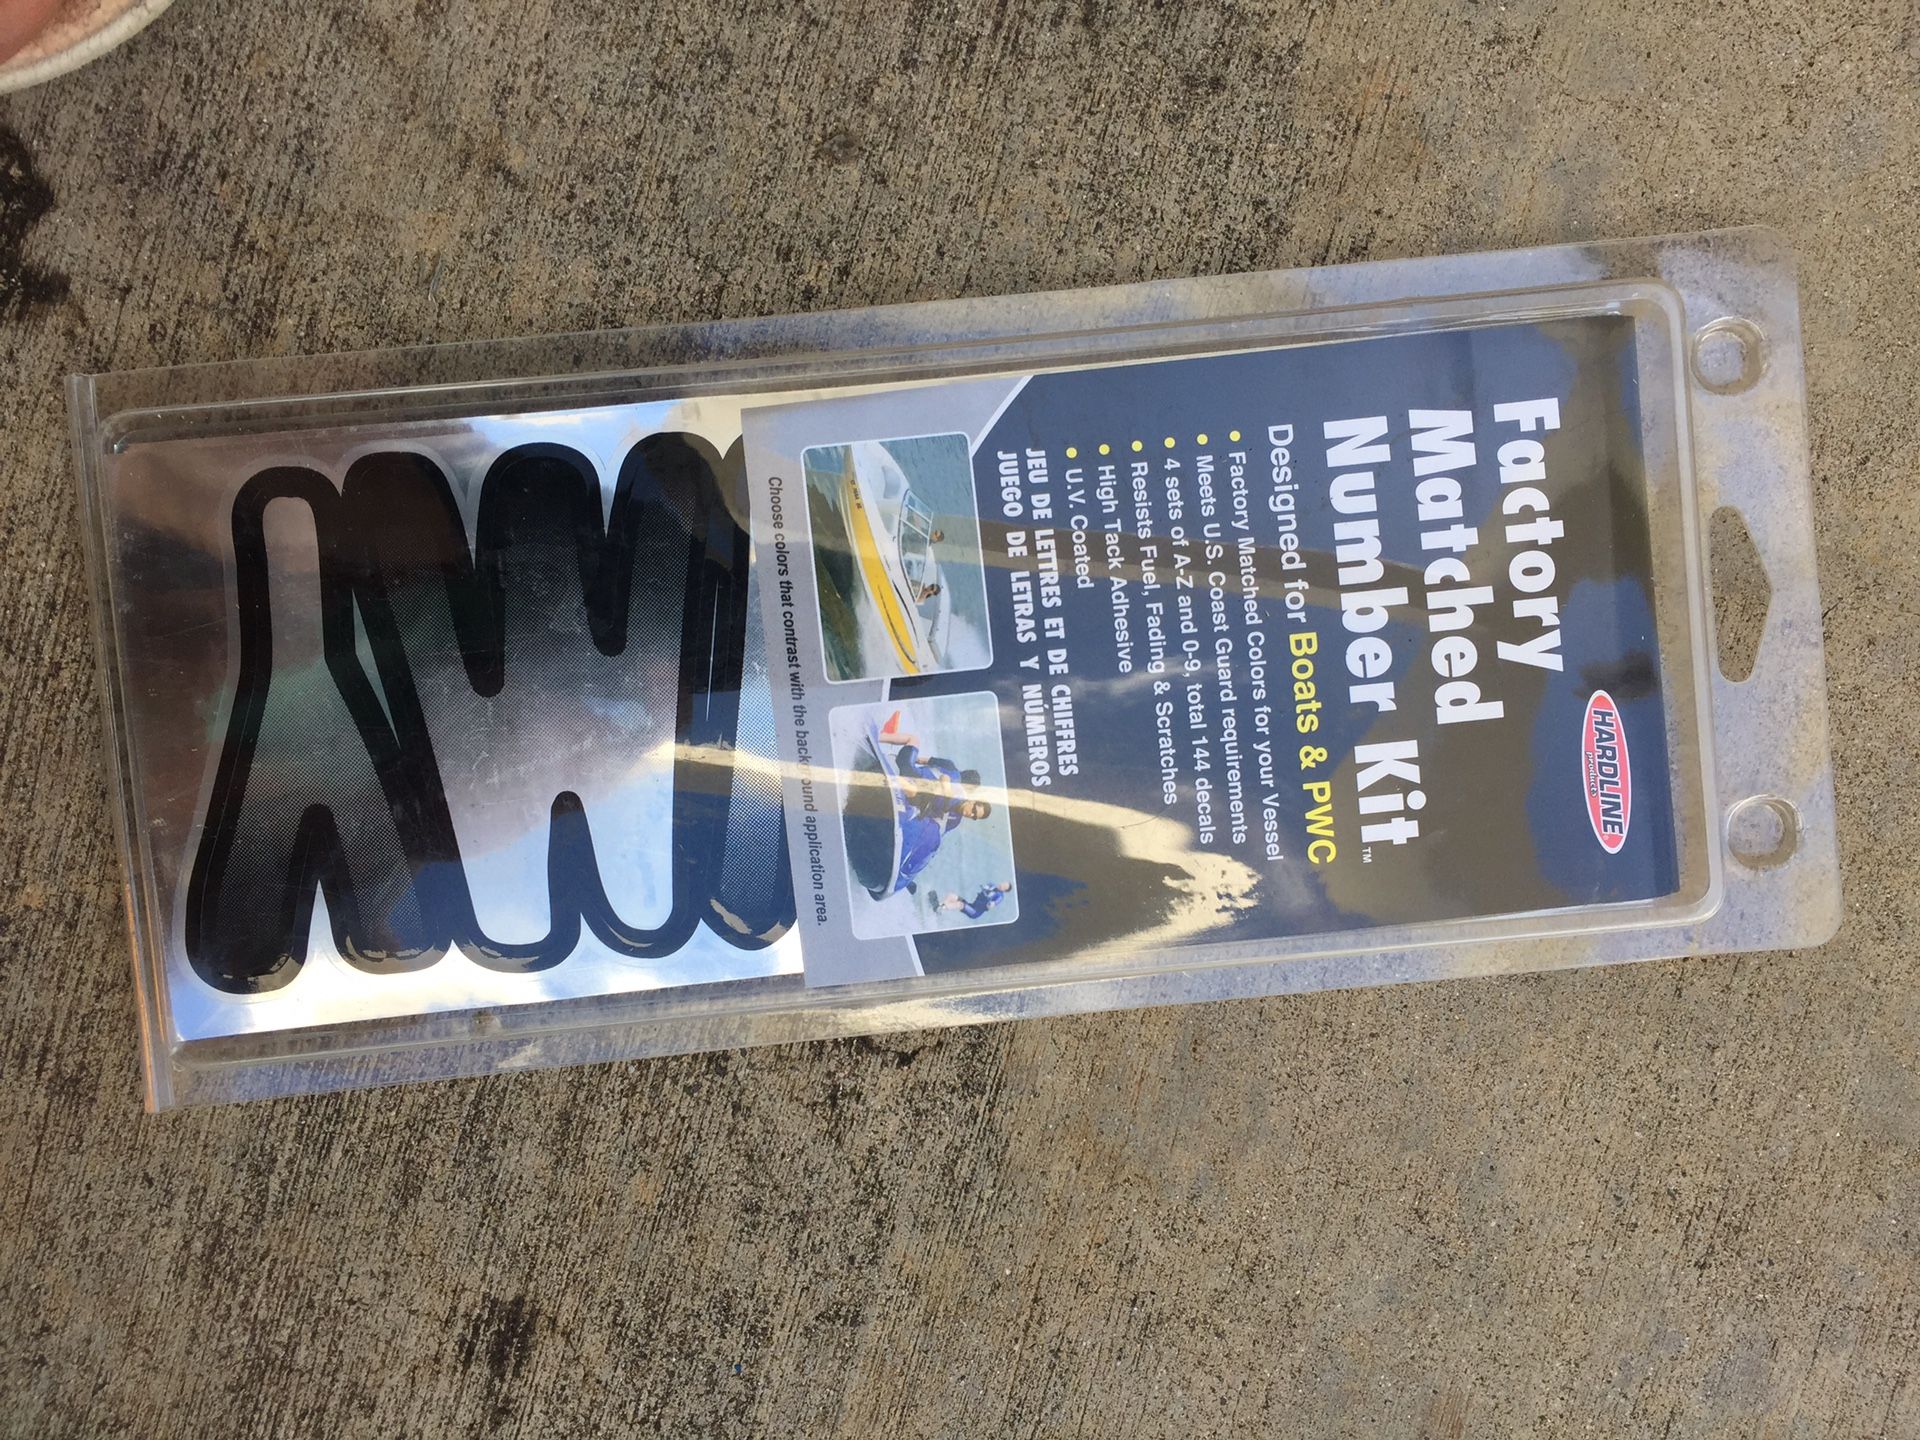 HARDLINE
products
Factory
Matched
Number Kit™
Designed for Boats & PWC
• Factory Matched Colors for your Vessel
• Meets U.S. Coast Guard requirements
• 4 sets of A-Z and 0-9, total 144 decals
• Resists Fuel, Fading & Scratches
• High Tack Adhesive
• U.V. Coated
JEU DE LETTRES ET DE CHIFFRES
JUEGO DE LETRAS Y NÚMEROS
Choose colors that contrast with the background application area.